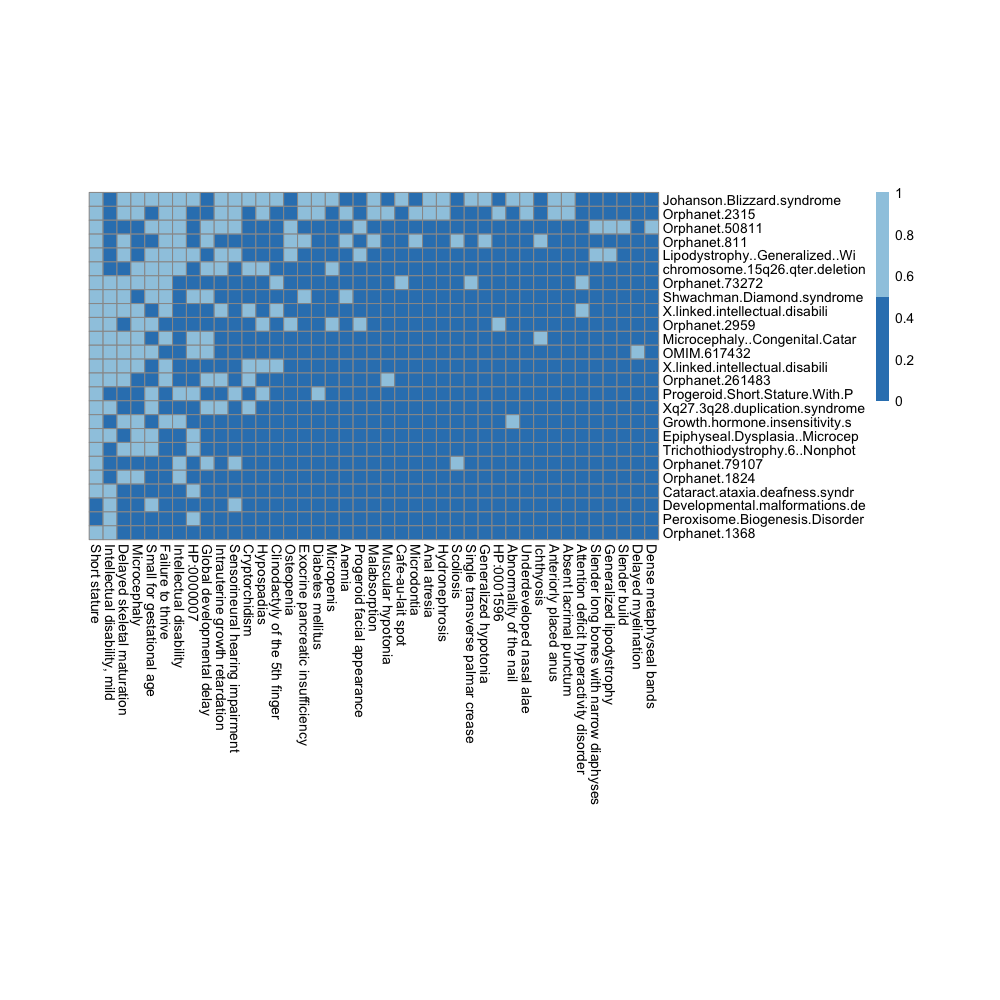 Johanson.Blizzard.syndrome
Orphanet.2315
Orphanet.50811
Orphanet.811
Lipodystrophy..Generalized..Wi
chromosome.15q26.qter.deletion
Orphanet.73272
Shwachman.Diamond.syndrome
X.linked.intellectual.disabili
Orphanet.2959
Microcephaly..Congenital.Catar
OMIM.617432
X.linked.intellectual.disabili
Orphanet.261483
Progeroid.Short.Stature.With.P
Xq27.3q28.duplication.syndrome
Growth.hormone.insensitivity.s
Epiphyseal.Dysplasia..Microcep
Trichothiodystrophy.6..Nonphot
Orphanet.79107
Orphanet.1824
Cataract.ataxia.deafness.syndr
Developmental.malformations.de
Peroxisome.Biogenesis.Disorder
Orphanet.1368
1
0.8
0.6
0.4
0.2
0
Short stature
Intellectual disability, mild
Delayed skeletal maturation
Microcephaly
Small for gestational age
Failure to thrive
Intellectual disability
HP:0000007
Global developmental delay
Intrauterine growth retardation
Sensorineural hearing impairment
Cryptorchidism
Hypospadias
Clinodactyly of the 5th finger
Osteopenia
Exocrine pancreatic insufficiency
Diabetes mellitus
Micropenis
Anemia
Progeroid facial appearance
Malabsorption
Muscular hypotonia
Cafe-au-lait spot
Microdontia
Anal atresia
Hydronephrosis
Scoliosis
Single transverse palmar crease
Generalized hypotonia
HP:0001596
Abnormality of the nail
Underdeveloped nasal alae
Ichthyosis
Anteriorly placed anus
Absent lacrimal punctum
Attention deficit hyperactivity disorder
Slender long bones with narrow diaphyses
Generalized lipodystrophy
Slender build
Delayed myelination
Dense metaphyseal bands